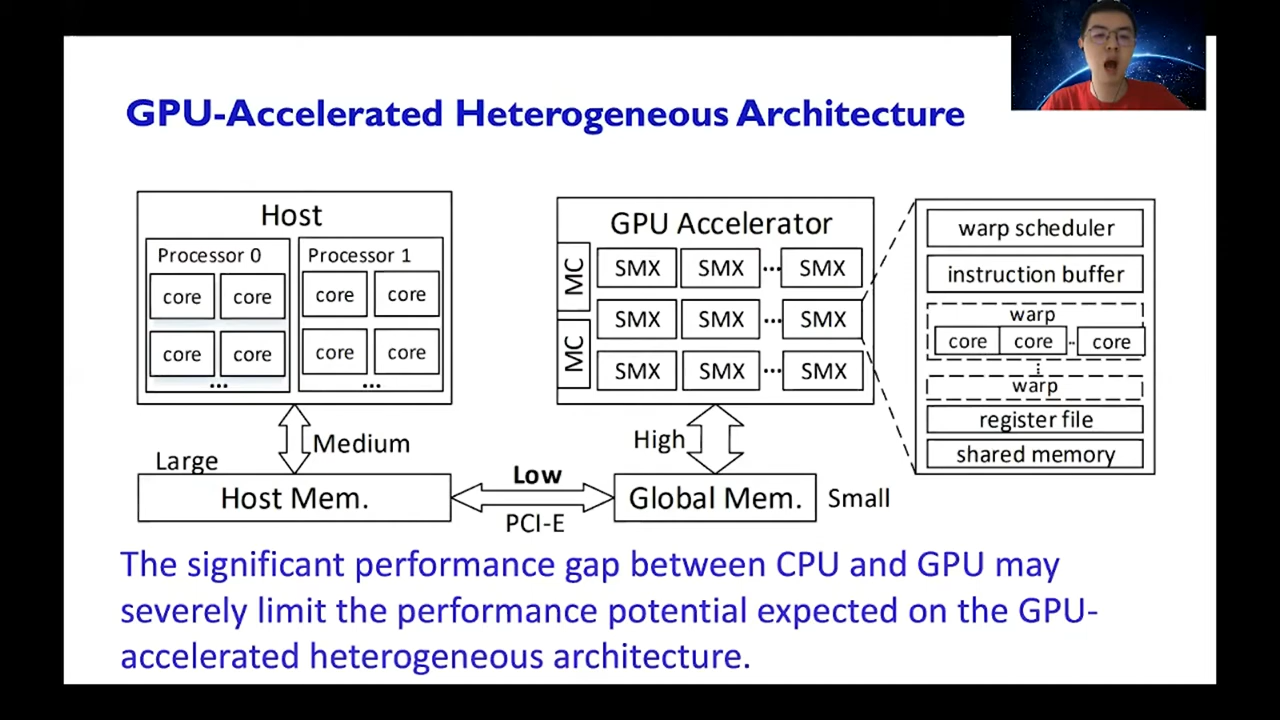 GPU-Accelerated Heterogeneous Architecture
Host
Processor 0
core core
core core
...
Processor 1
core core
core core
...
GPU Accelerator
MC
MC
SMX SMX ... SMX
SMX SMX ... SMX
SMX SMX ... SMX
warp scheduler
instruction buffer
warp
core core .. core
warp
register file
shared memory
Large
Medium
High
Host Mem.
Low
PCI-E
Global Mem.
Small
The significant performance gap between CPU and GPU may
severely limit the performance potential expected on the GPU-
accelerated heterogeneous architecture.